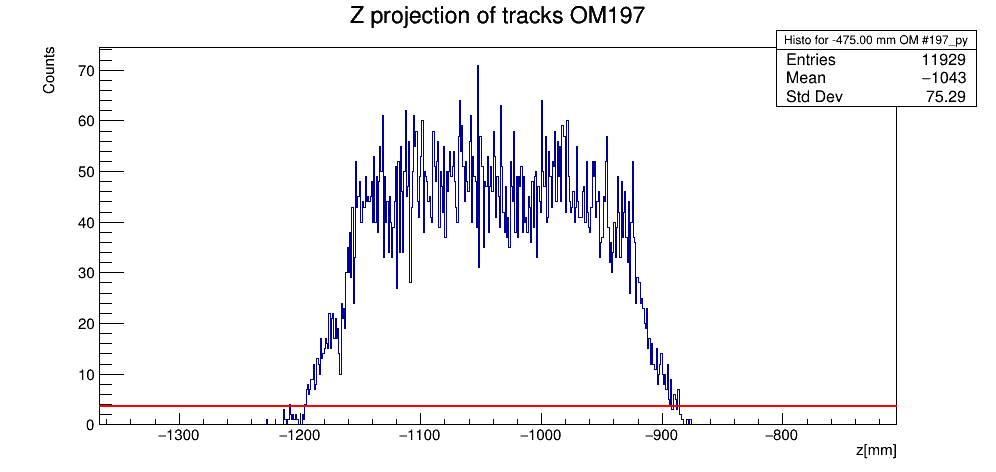 Z projection of tracks OM197
Histo for -475.00 mm OM #197_py
Entries 11929
Mean −1043
Std Dev 75.29
Counts
70
60
50
40
30
20
10
0
−1300 −1200 −1100 −1000 −900 −800
z[mm]